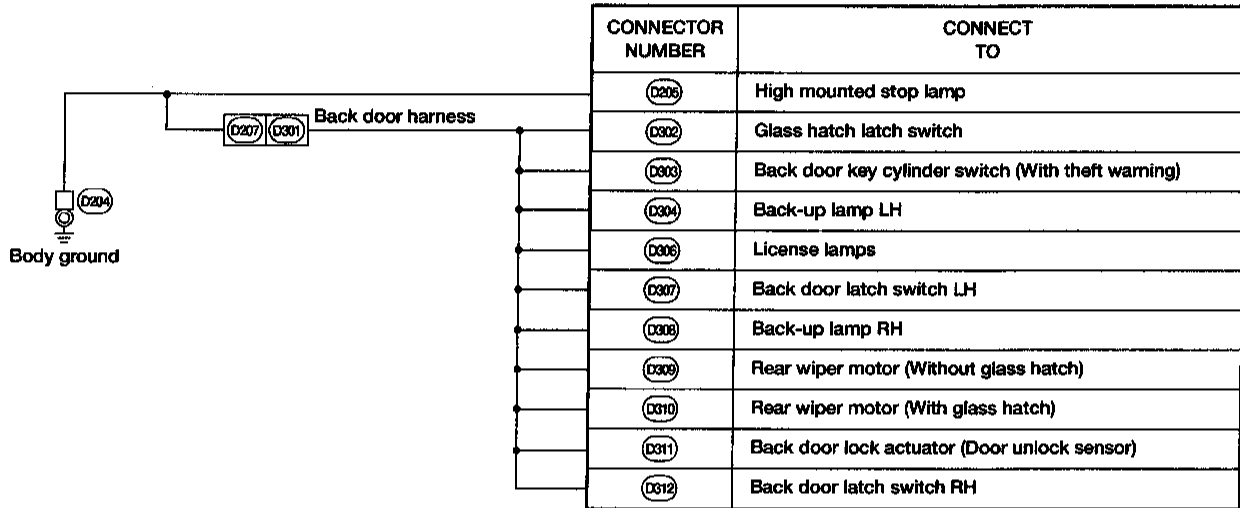 CONNECTOR NUMBER CONNECT TO
D205 High mounted stop lamp
D207 D301 Back door harness
D302 Glass hatch latch switch
D303 Back door key cylinder switch (With theft warning)
D204
D304 Back-up lamp LH
Body ground
D306 License lamps
D307 Back door latch switch LH
D308 Back-up lamp RH
D309 Rear wiper motor (Without glass hatch)
D310 Rear wiper motor (With glass hatch)
D311 Back door lock actuator (Door unlock sensor)
D312 Back door latch switch RH